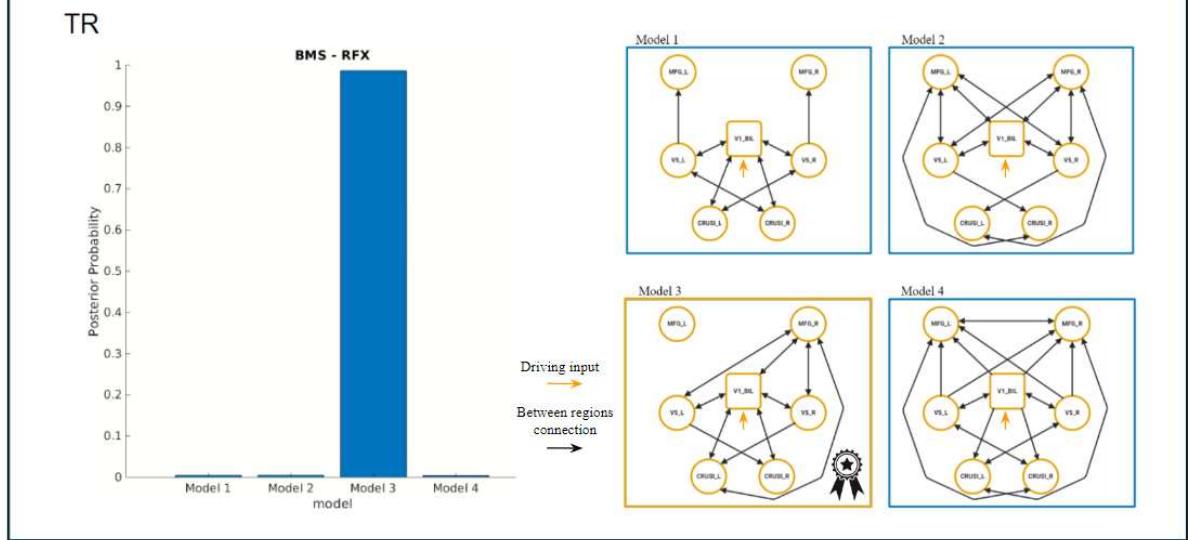 TR
BMS - RFX
Posterior Probability
1
0.9
0.8
0.7
0.6
0.5
0.4
0.3
0.2
0.1
0
Model 1
Model 2
Model 3
Model 4
model
Driving input
Between regions
connection
Model 1
MFG_L
MFG_R
V1_BIL
VS_L
VS_R
CRUSI_L
CRUSI_R
Model 2
MFG_L
MFG_R
V1_BIL
VS_L
VS_R
CRUSI_L
CRUSI_R
Model 3
MFG_L
MFG_R
V1_BIL
VS_L
VS_R
CRUSI_L
CRUSI_R
Model 4
MFG_L
MFG_R
V1_BIL
VS_L
VS_R
CRUSI_L
CRUSI_R